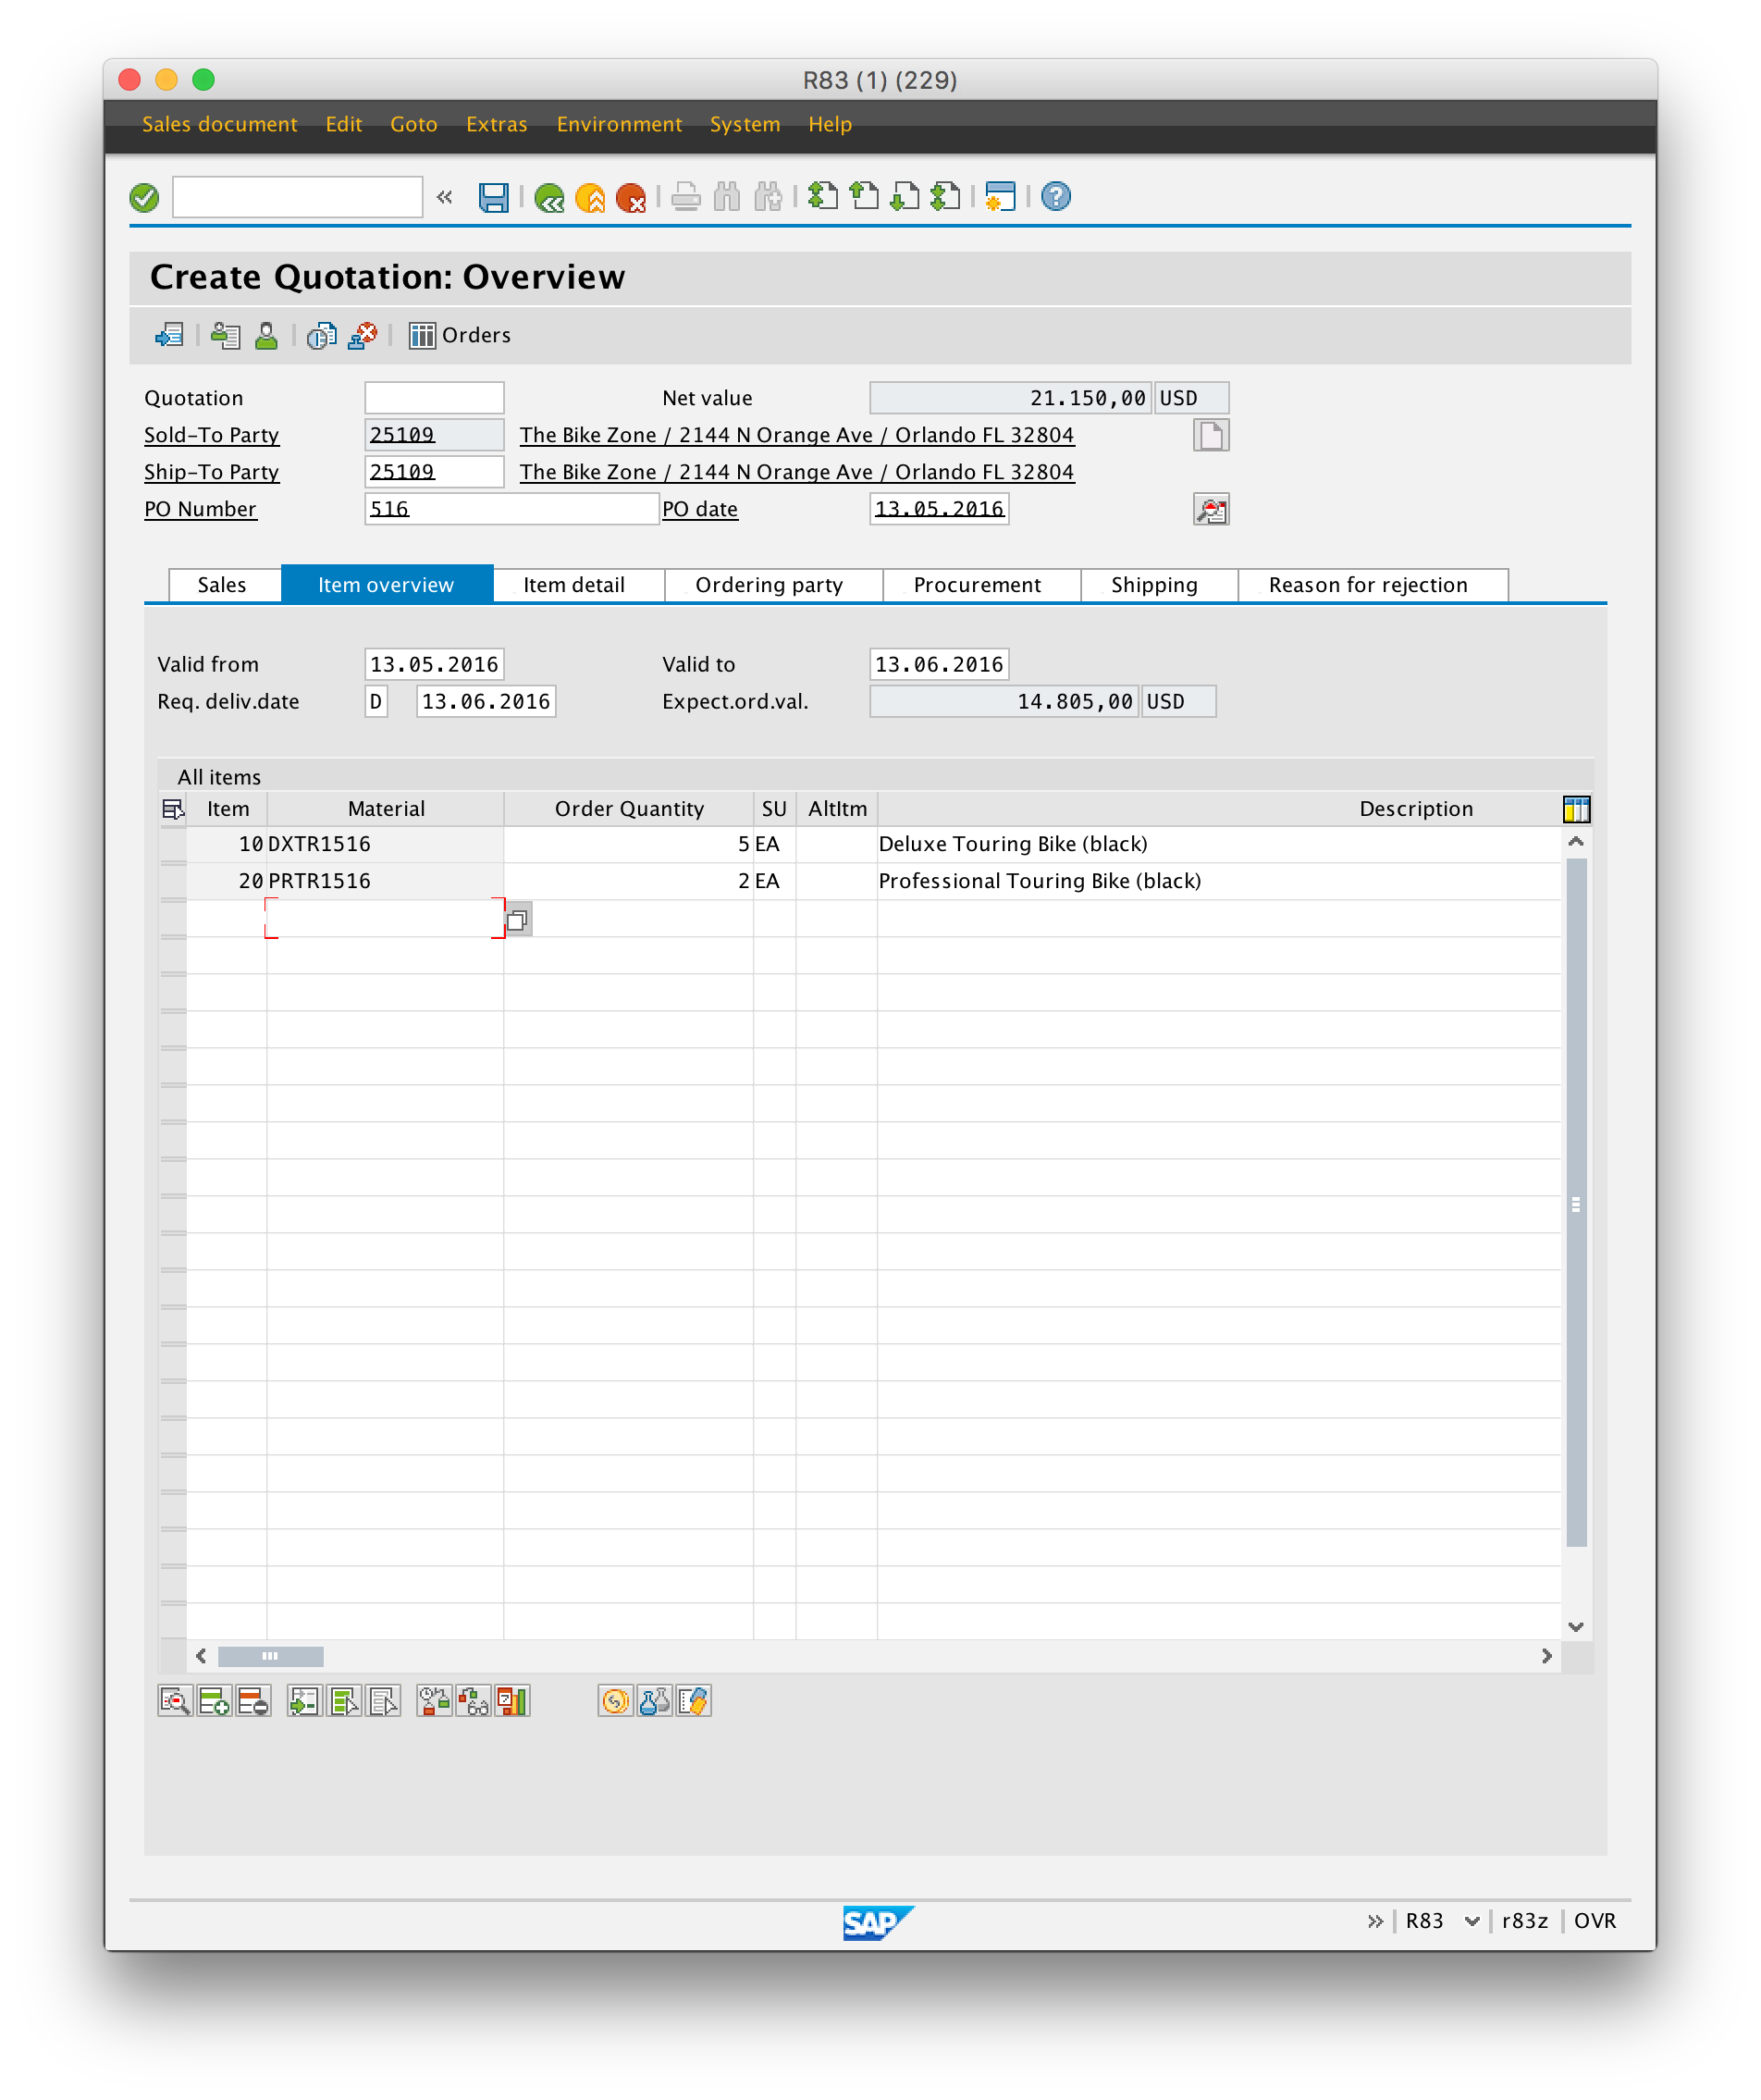 R83 (1) (229)
Sales document Edit Goto Extras Environment System Help
Create Quotation: Overview
Orders
Quotation Net value 21.150,00 USD
Sold-To Party 25109 The Bike Zone / 2144 N Orange Ave / Orlando FL 32804
Ship-To Party 25109 The Bike Zone / 2144 N Orange Ave / Orlando FL 32804
PO Number 516 PO date 13.05.2016
Sales Item overview Item detail Ordering party Procurement Shipping Reason for rejection
Valid from 13.05.2016 Valid to 13.06.2016
Req. deliv.date D 13.06.2016 Expect.ord.val. 14.805,00 USD
All items
Item Material Order Quantity SU AltItm Description
10 DXTR1516 5 EA Deluxe Touring Bike (black)
20 PRTR1516 2 EA Professional Touring Bike (black)
SAP R83 r83z OVR